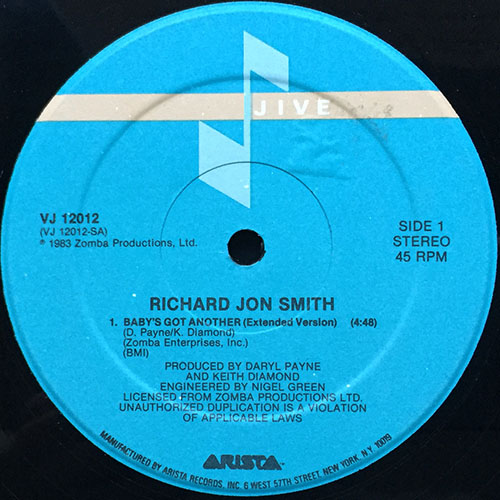 JIVE
VJ 12012
(VJ 12012-SA)
℗ 1983 Zomba Productions, Ltd.
SIDE 1
STEREO
45 RPM
RICHARD JON SMITH
1. BABY'S GOT ANOTHER (Extended Version) (4:48)
(D. Payne/K. Diamond)
(Zomba Enterprises, Inc.)
(BMI)
PRODUCED BY DARYL PAYNE
AND KEITH DIAMOND
ENGINEERED BY NIGEL GREEN
LICENSED FROM ZOMBA PRODUCTIONS LTD.
UNAUTHORIZED DUPLICATION IS A VIOLATION
OF APPLICABLE LAWS
ARISTA
MANUFACTURED BY ARISTA RECORDS, INC. 6 WEST 57TH STREET, NEW YORK, N.Y. 10019